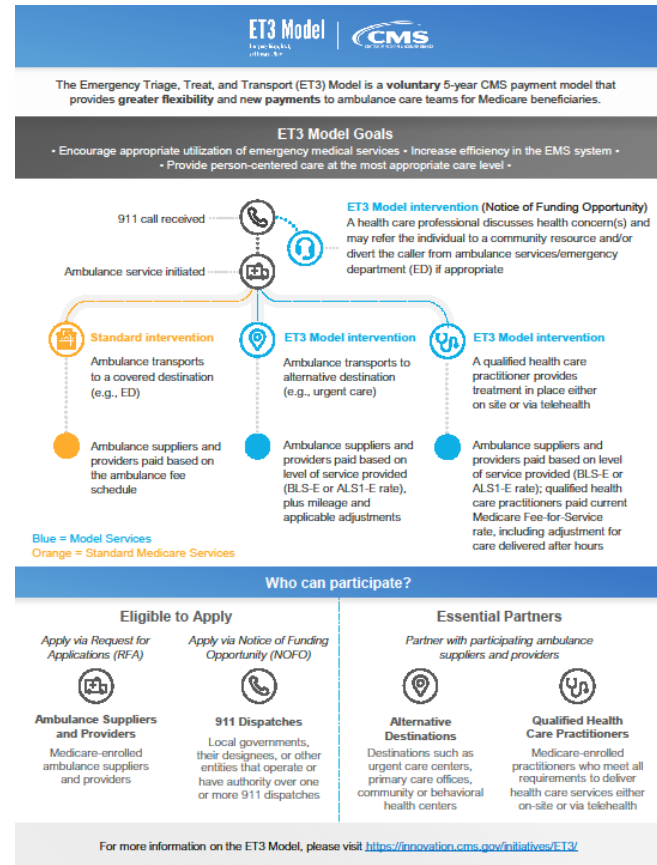 ET3 Model
CMS
The Emergency Triage, Treat, and Transport (ET3) Model is a voluntary 5-year CMS payment model that
provides greater flexibility and new payments to ambulance care teams for Medicare beneficiaries.
ET3 Model Goals
• Encourage appropriate utilization of emergency medical services • Increase efficiency in the EMS system •
• Provide person-centered care at the most appropriate care level •
911 call received
ET3 Model intervention (Notice of Funding Opportunity)
A health care professional discusses health concern(s) and
may refer the individual to a community resource and/or
divert the caller from ambulance services/emergency
department (ED) if appropriate
Ambulance service initiated
Standard intervention
Ambulance transports
to a covered destination
(e.g., ED)
ET3 Model intervention
Ambulance transports to
alternative destination
(e.g., urgent care)
ET3 Model intervention
A qualified health care
practitioner provides
treatment in place either
on site or via telehealth
Ambulance suppliers and
providers paid based on
the ambulance fee
schedule
Ambulance suppliers and
providers paid based on
level of service provided
(BLS-E or ALS1-E rate),
plus mileage and
applicable adjustments
Ambulance suppliers and
providers paid based on level
of service provided (BLS-E or
ALS1-E rate); qualified health
care practitioners paid current
Medicare Fee-for-Service
rate, including adjustment for
care delivered after hours
Blue = Model Services
Orange = Standard Medicare Services
Who can participate?
Eligible to Apply
Apply via Request for
Applications (RFA)
Ambulance Suppliers
and Providers
Medicare-enrolled
ambulance suppliers
and providers
Apply via Notice of Funding
Opportunity (NOFO)
911 Dispatches
Local governments,
their designees, or other
entities that operate or
have authority over one
or more 911 dispatches
Essential Partners
Partner with participating ambulance
suppliers and providers
Alternative
Destinations
Destinations such as
urgent care centers,
primary care offices,
community or behavioral
health centers
Qualified Health
Care Practitioners
Medicare-enrolled
practitioners who meet all
requirements to deliver
health care services either
on-site or via telehealth
For more information on the ET3 Model, please visit https://innovation.cms.gov/initiatives/ET3/